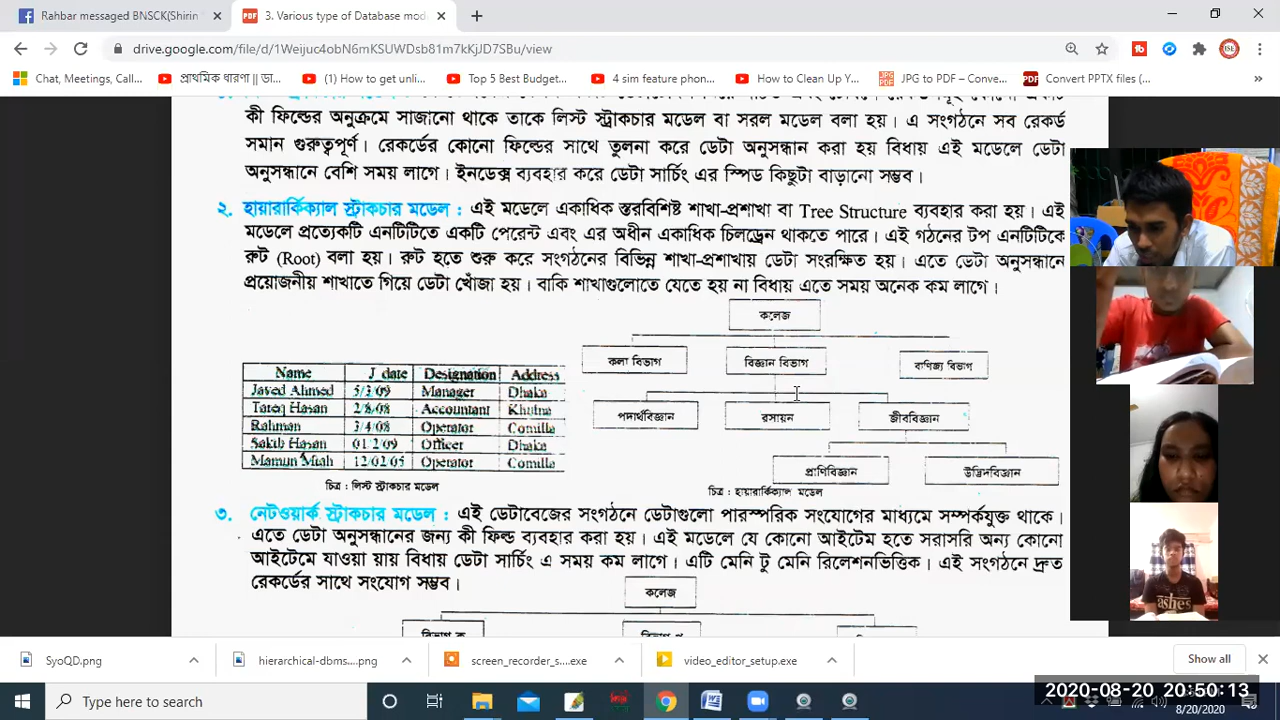 Rahbar messaged BNSCK(Shirin
3. Various type of Database mode
drive.google.com/file/d/1Weijuc4obN6mKSUWDsb81m7kKjJD7SBu/view
Chat, Meetings, Call...
প্রাথমিক ধারণা || ডা...
(1) How to get unli...
Top 5 Best Budget...
4 sim feature phon...
How to Clean Up Y...
JPG to PDF – Conve...
Convert PPTX files (...
কী ফিল্ডের অনুক্রমে সাজানো থাকে তাকে লিস্ট স্ট্রাকচার মডেল বা সরল মডেল বলা হয়। এ সংগঠনে সব রেকর্ড
সমান গুরুত্বপূর্ণ। রেকর্ডের কোনো ফিল্ডের সাথে তুলনা করে ডেটা অনুসন্ধান করা হয় বিধায় এই মডেলে ডেটা
অনুসন্ধানে বেশি সময় লাগে। ইনডেক্স ব্যবহার করে ডেটা সার্চিং এর স্পিড কিছুটা বাড়ানো সম্ভব।
২. হায়ারার্কিক্যাল স্ট্রাকচার মডেল : এই মডেলে একাধিক স্তরবিশিষ্ট শাখা-প্রশাখা বা Tree Structure ব্যবহার করা হয়। এই
মডেলে প্রত্যেকটি এনটিটিতে একটি পেরেন্ট এবং এর অধীন একাধিক চিলড্রেন থাকতে পারে। এই গঠনের টপ এনটিটিকে
রুট (Root) বলা হয়। রুট হতে শুরু করে সংগঠনের বিভিন্ন শাখা-প্রশাখায় ডেটা সংরক্ষিত হয়। এতে ডেটা অনুসন্ধানে
প্রয়োজনীয় শাখাতে গিয়ে ডেটা খোঁজা হয়। বাকি শাখাগুলোতে যেতে হয় না বিধায় এতে সময় অনেক কম লাগে।
কলেজ
কলা বিভাগ
বিজ্ঞান বিভাগ
বাণিজ্য বিভাগ
পদার্থবিজ্ঞান
রসায়ন
জীববিজ্ঞান
প্রাণিবিজ্ঞান
উদ্ভিদবিজ্ঞান
চিত্র : হায়ারার্কিক্যাল মডেল
Name J_date Designation Address
Javed Ahmed 5/3/09 Manager Dhaka
Tareq Hasan 2/8/08 Accountant Khulna
Rahman 3/4/08 Operator Comilla
Sakib Hasan 01/2/09 Officer Dhaka
Mamun Miah 12/02/05 Operator Comilla
চিত্র : লিস্ট স্ট্রাকচার মডেল
৩. নেটওয়ার্ক স্ট্রাকচার মডেল : এই ডেটাবেজের সংগঠনে ডেটাগুলো পারস্পরিক সংযোগের মাধ্যমে সম্পর্কযুক্ত থাকে।
এতে ডেটা অনুসন্ধানের জন্য কী ফিল্ড ব্যবহার করা হয়। এই মডেলে যে কোনো আইটেম হতে সরাসরি অন্য কোনো
আইটেমে যাওয়া যায় বিধায় ডেটা সার্চিং এ সময় কম লাগে। এটি মেনি টু মেনি রিলেশনভিত্তিক। এই সংগঠনে দ্রুত
রেকর্ডের সাথে সংযোগ সম্ভব।
কলেজ
SyoQD.png
hierarchical-dbms....png
screen_recorder_s....exe
video_editor_setup.exe
Show all
Type here to search
2020-08-20 20:50:13
8/20/2020